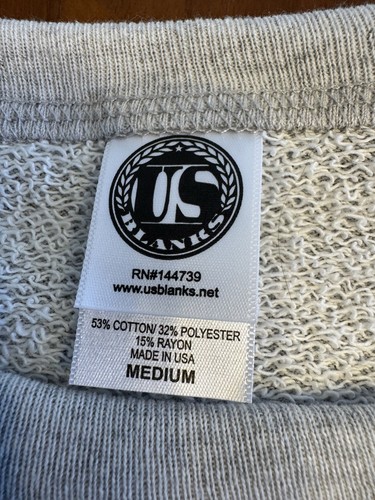 US
BLANKS
RN#144739
www.usblanks.net
53% COTTON/ 32% POLYESTER
15% RAYON
MADE IN USA
MEDIUM